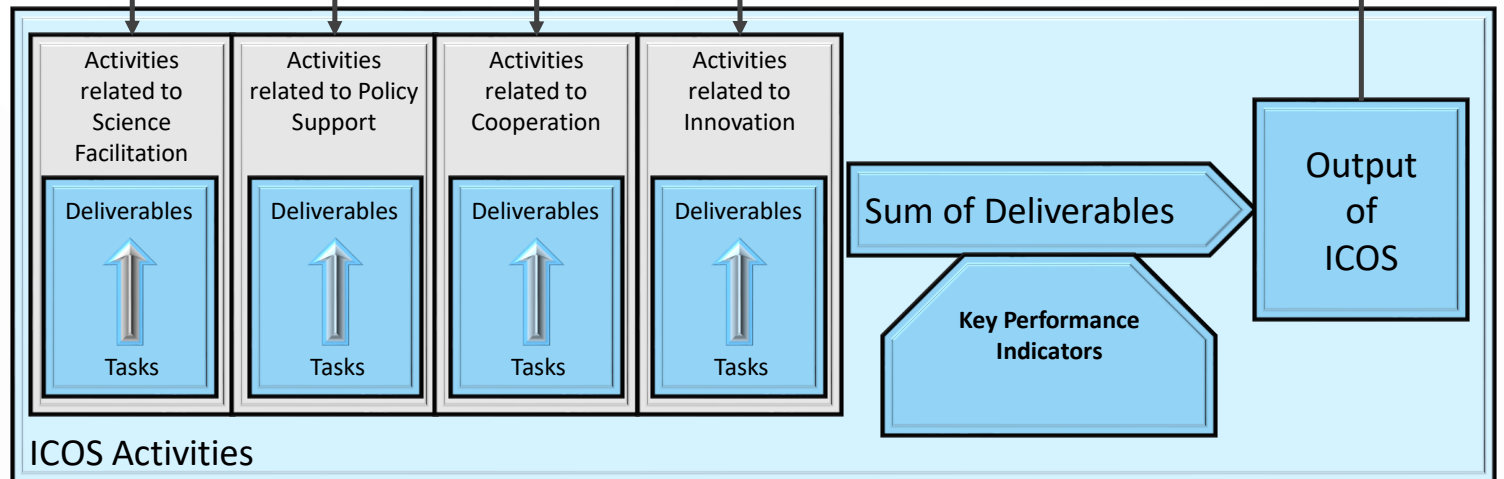 Activities
related to
Science
Facilitation
Deliverables
Tasks
Activities
related to Policy
Support
Deliverables
Tasks
Activities
related to
Cooperation
Deliverables
Tasks
Activities
related to
Innovation
Deliverables
Tasks
Sum of Deliverables
Key Performance
Indicators
Output
of
ICOS
ICOS Activities